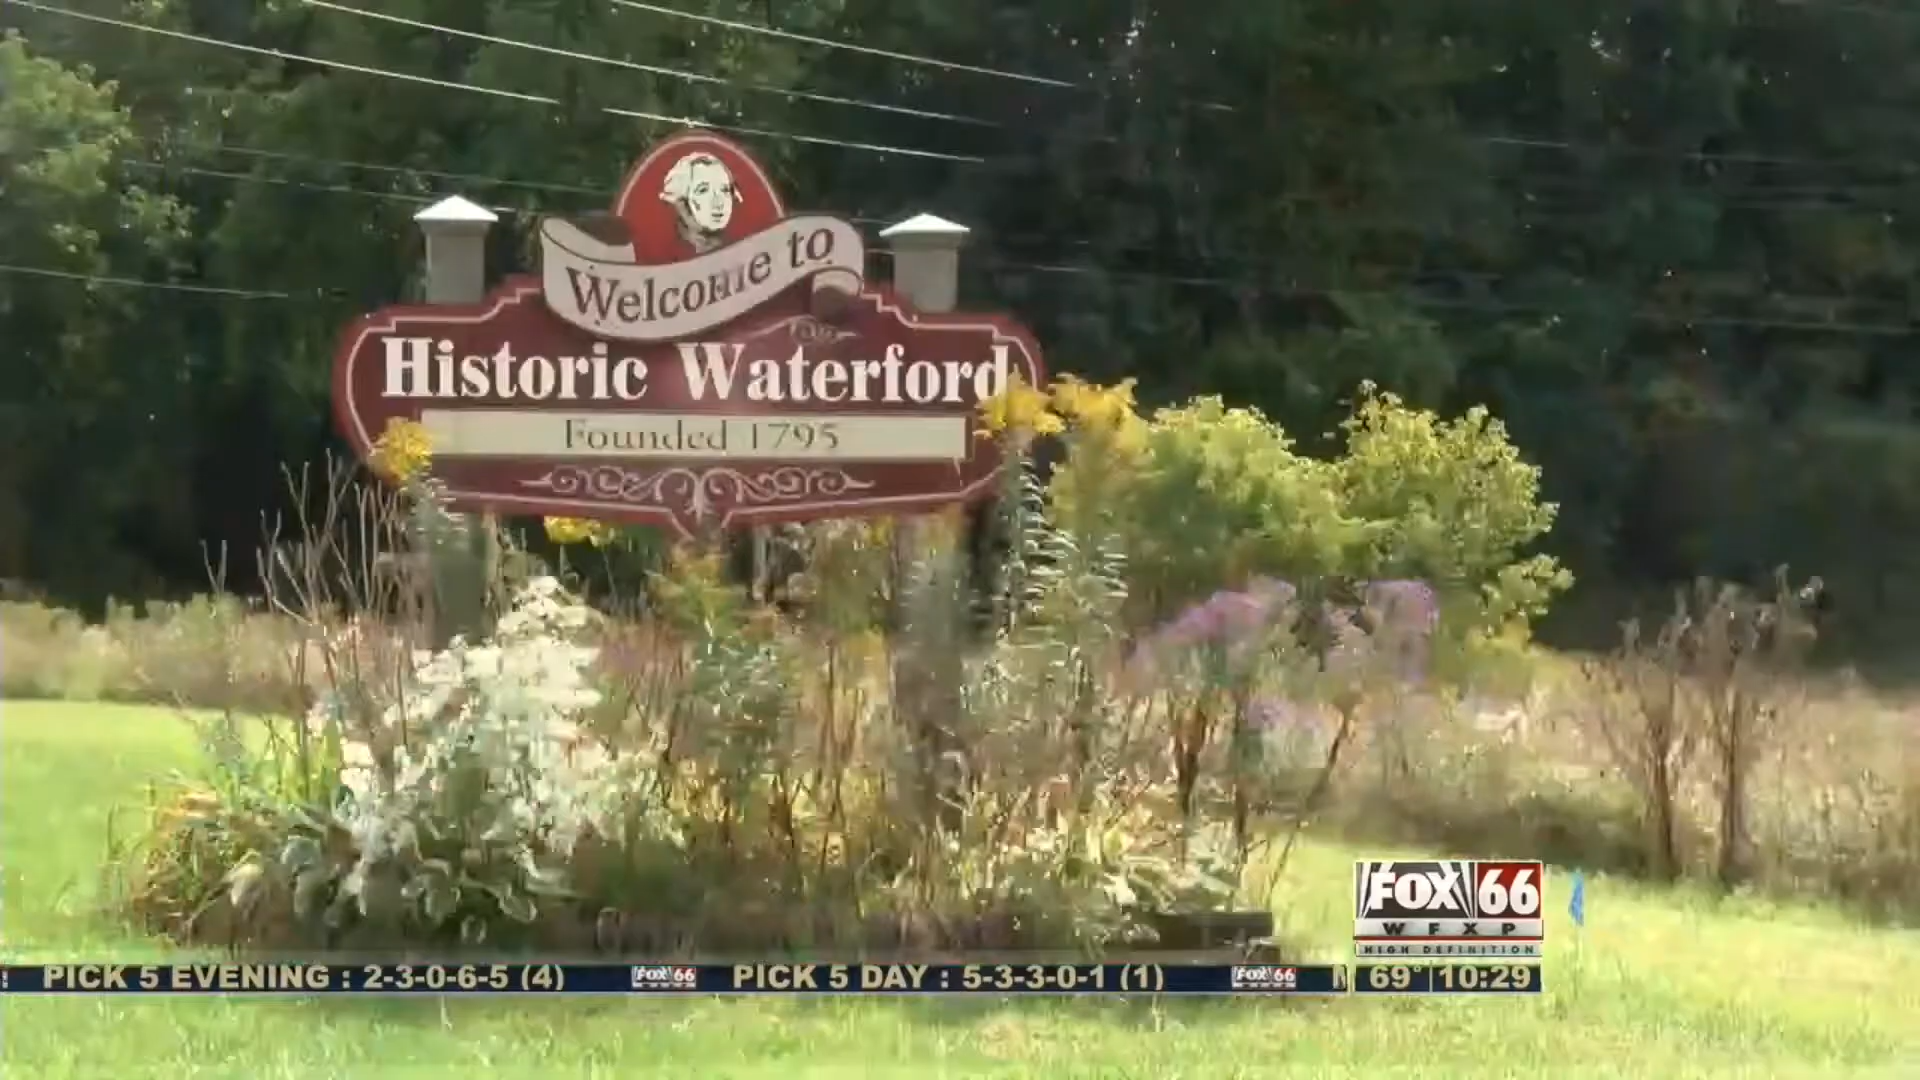 Welcome to
Historic Waterford
Founded 1795
FOX 66
WFXP
HIGH DEFINITION
PICK 5 EVENING : 2-3-0-6-5 (4) FOX 66 PICK 5 DAY : 5-3-3-0-1 (1) FOX 66 69° 10:29